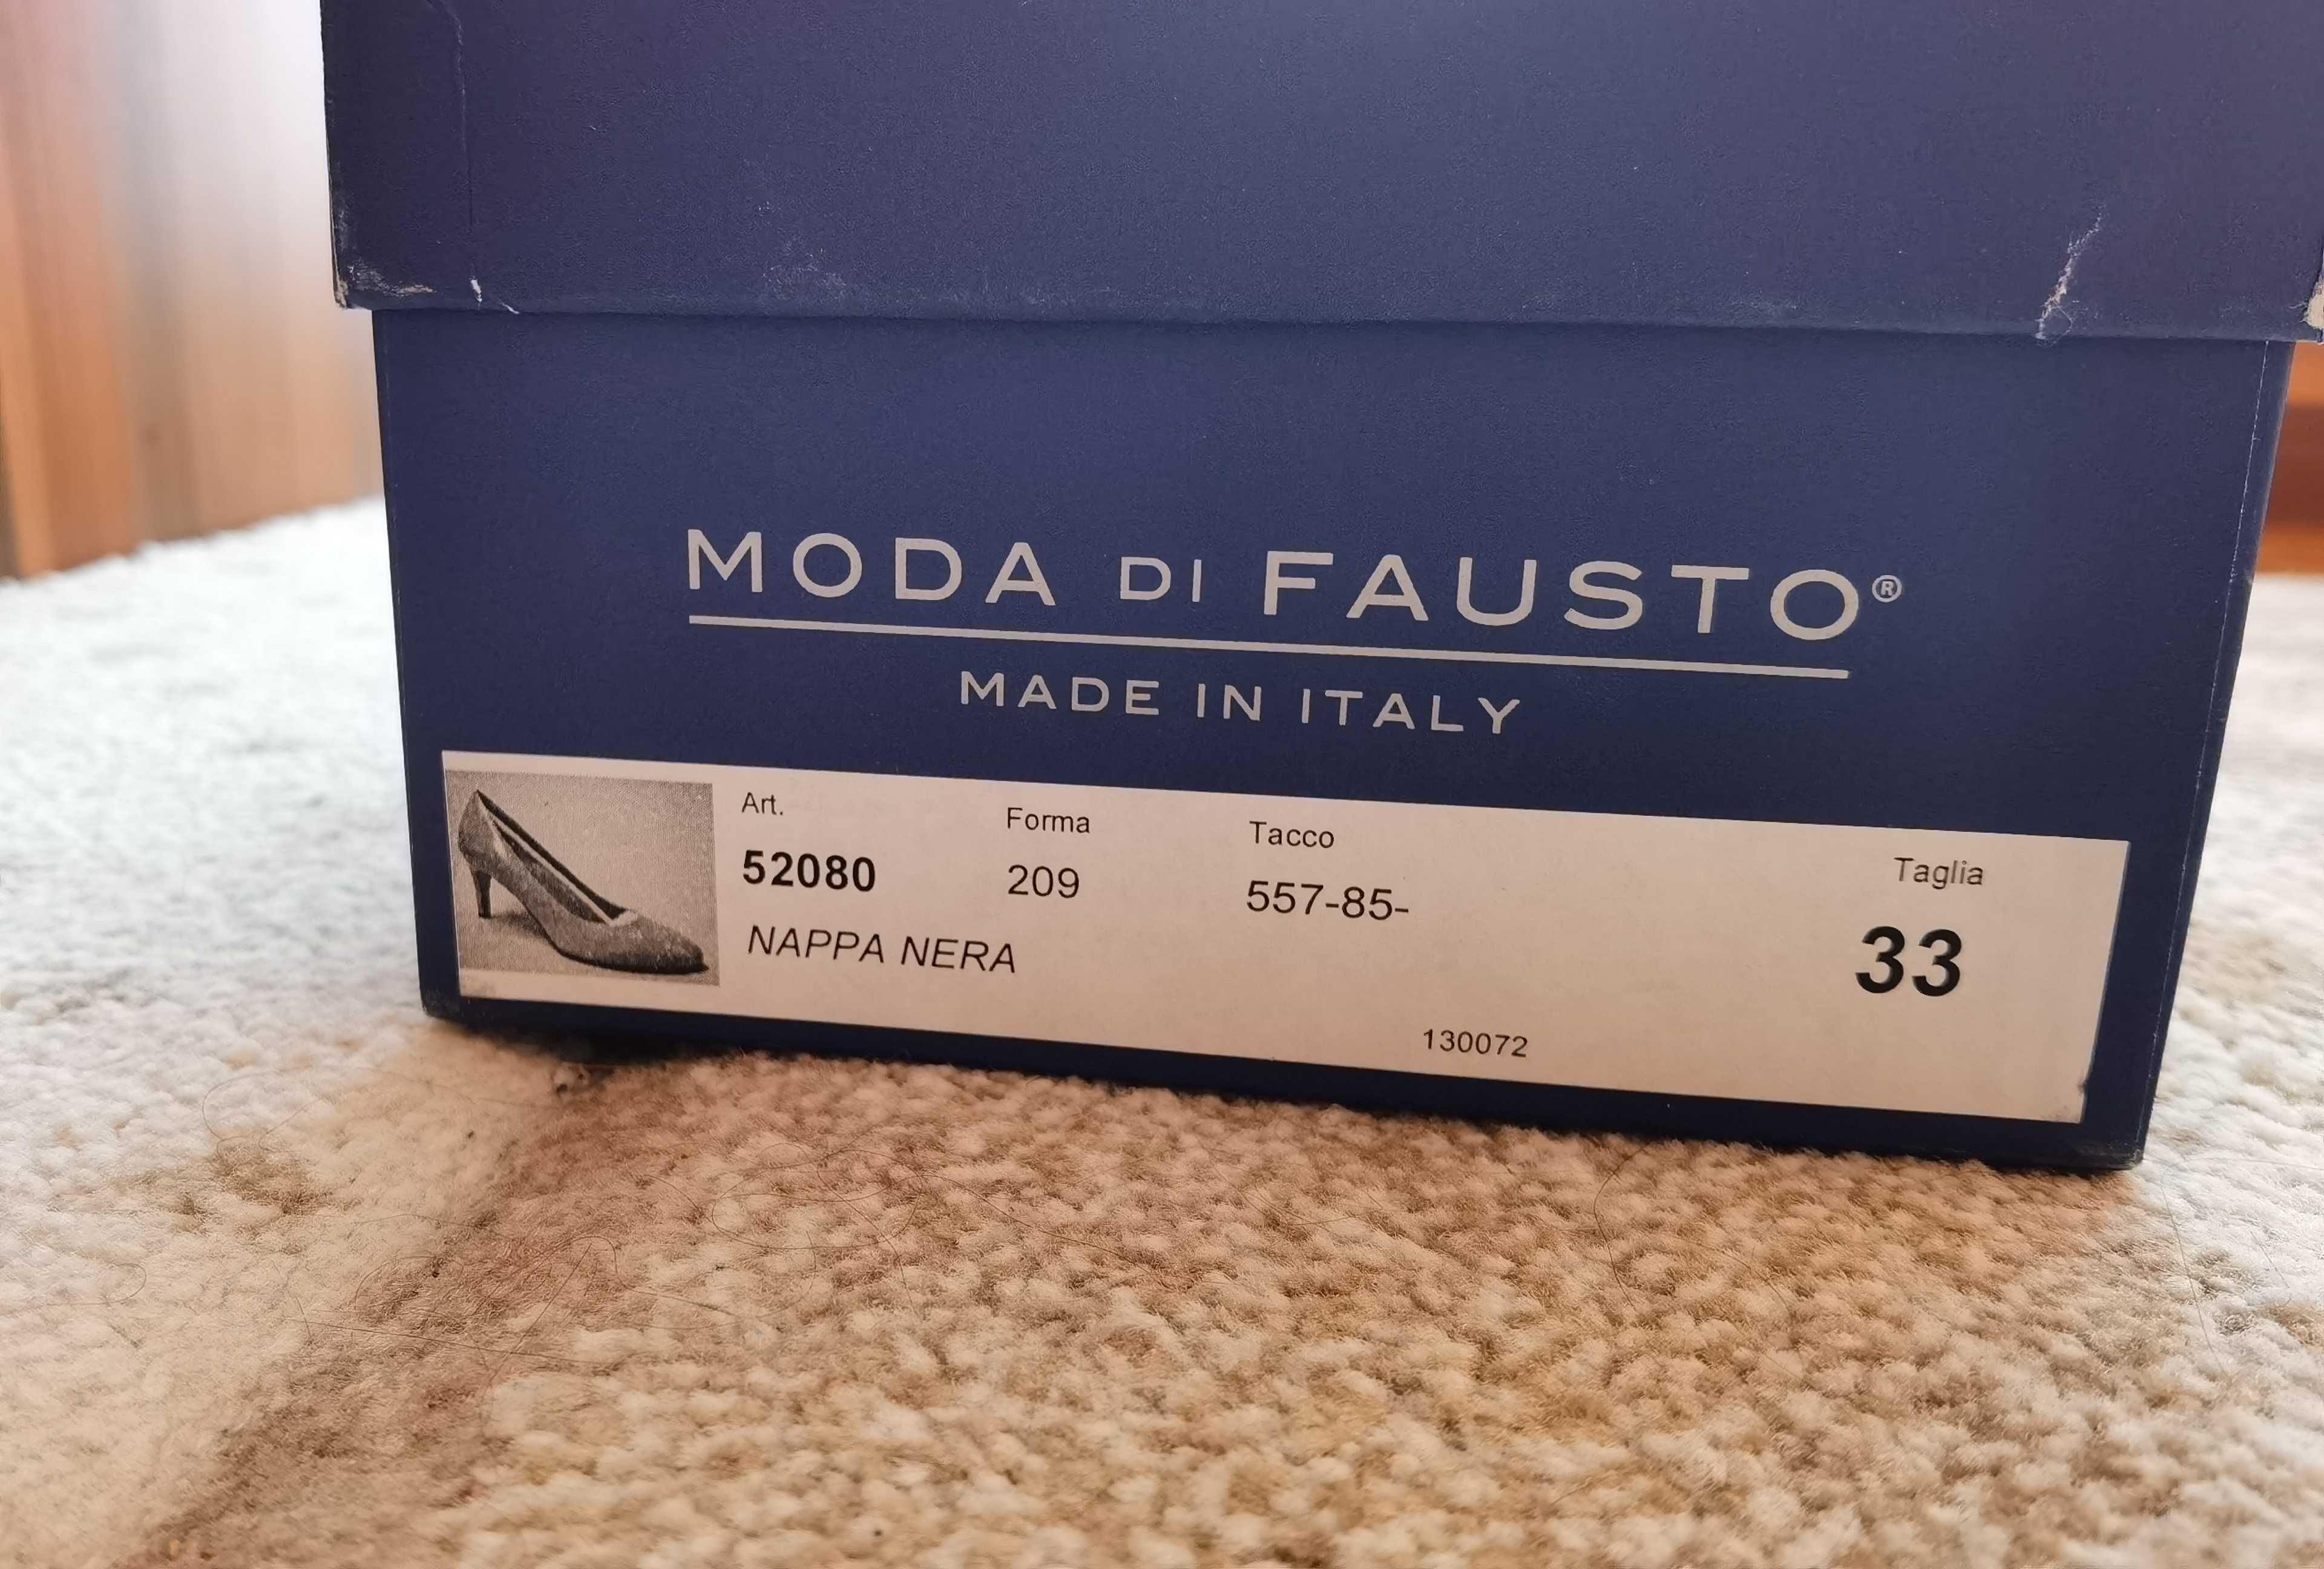 MODA DI FAUSTO®
MADE IN ITALY
Art. Forma Tacco Taglia
52080 209 557-85- 33
NAPPA NERA
130072